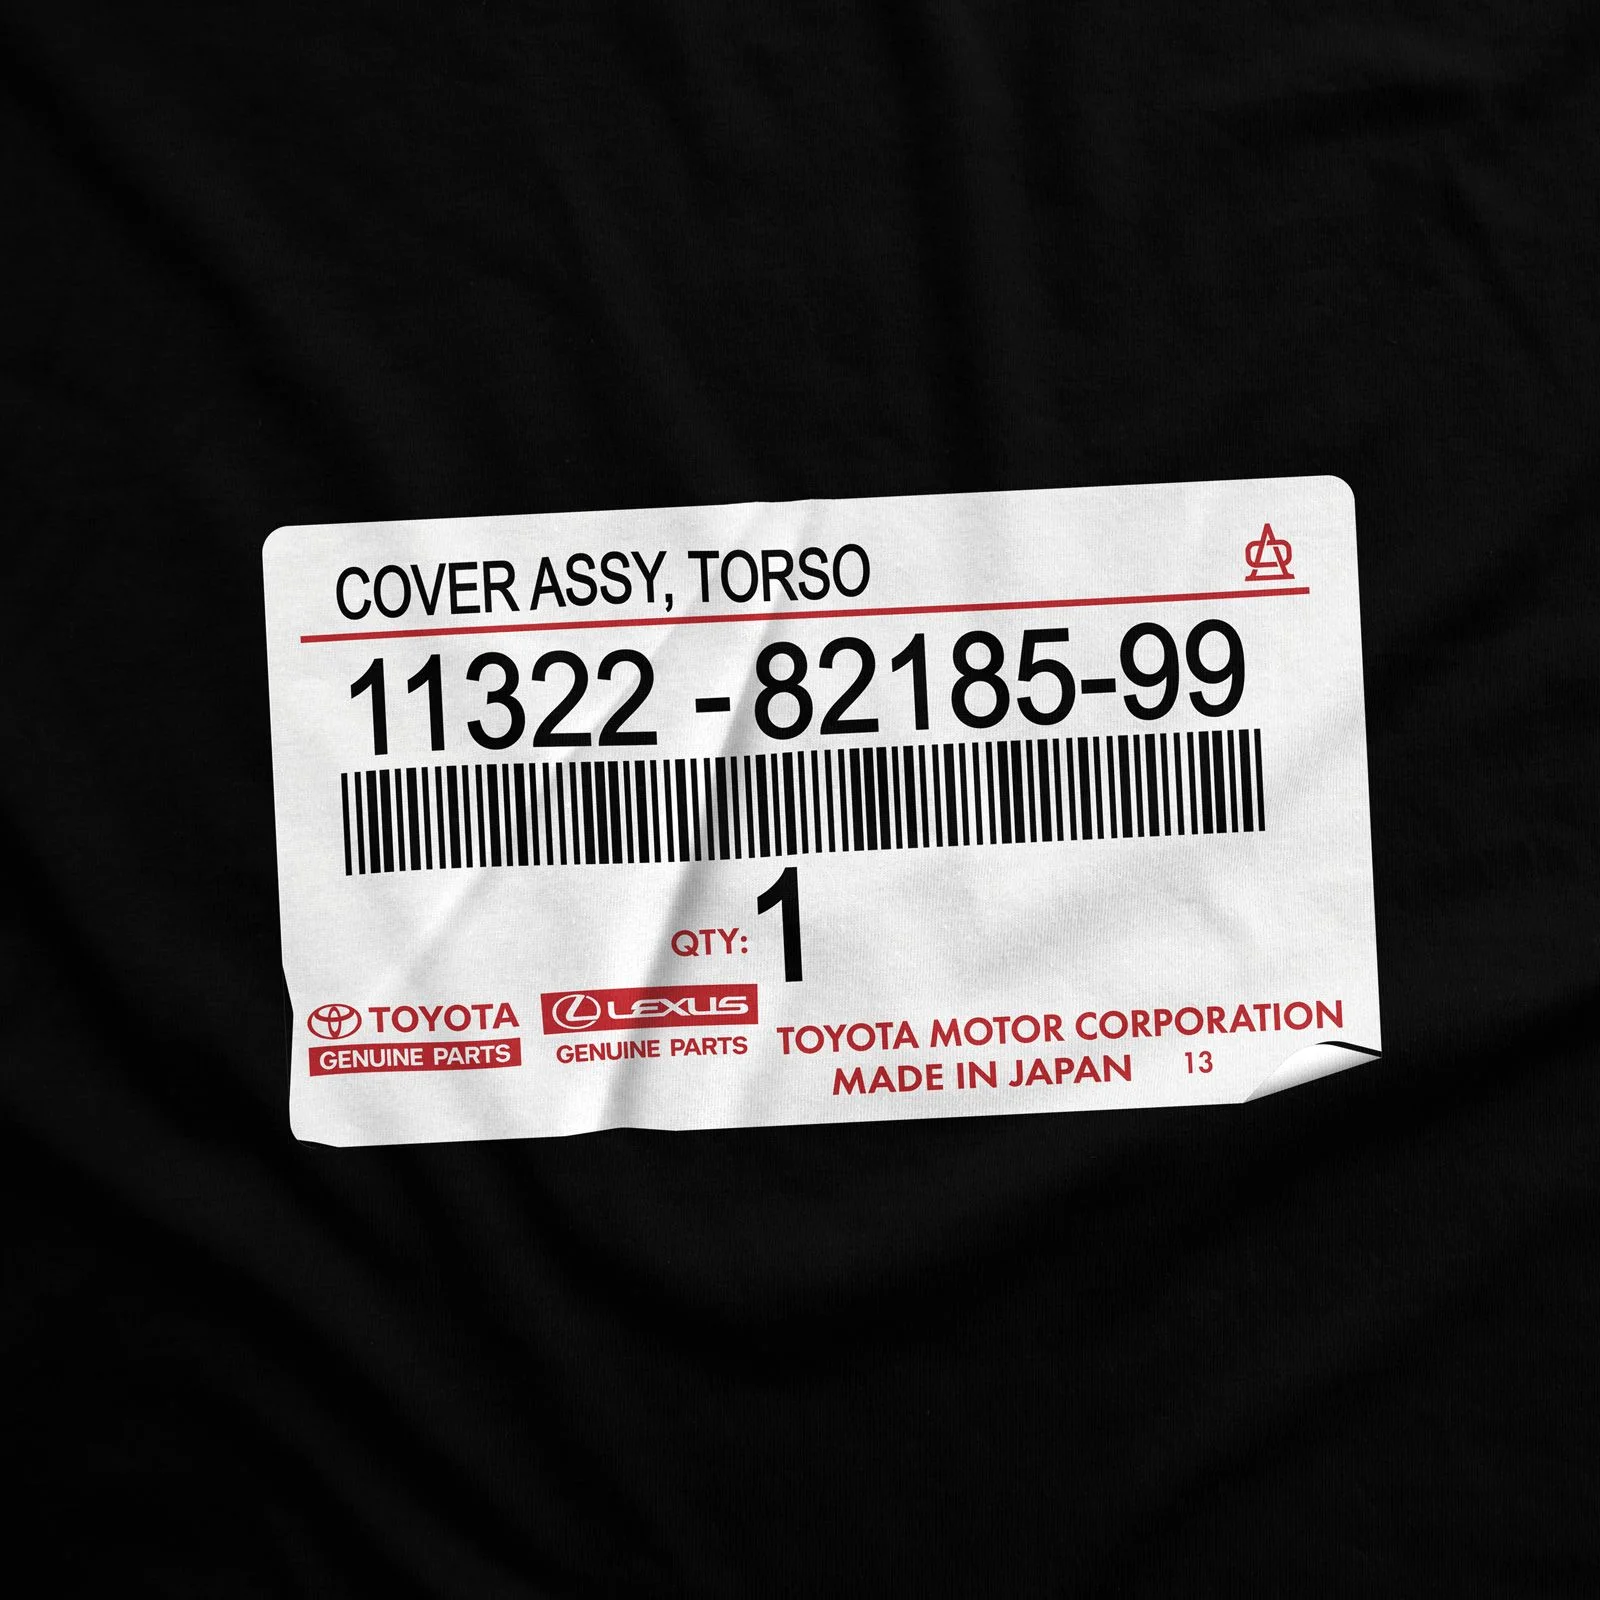 COVER ASSY, TORSO
11322 - 82185-99
QTY: 1
TOYOTA
GENUINE PARTS
LEXUS
GENUINE PARTS
TOYOTA MOTOR CORPORATION
MADE IN JAPAN 13